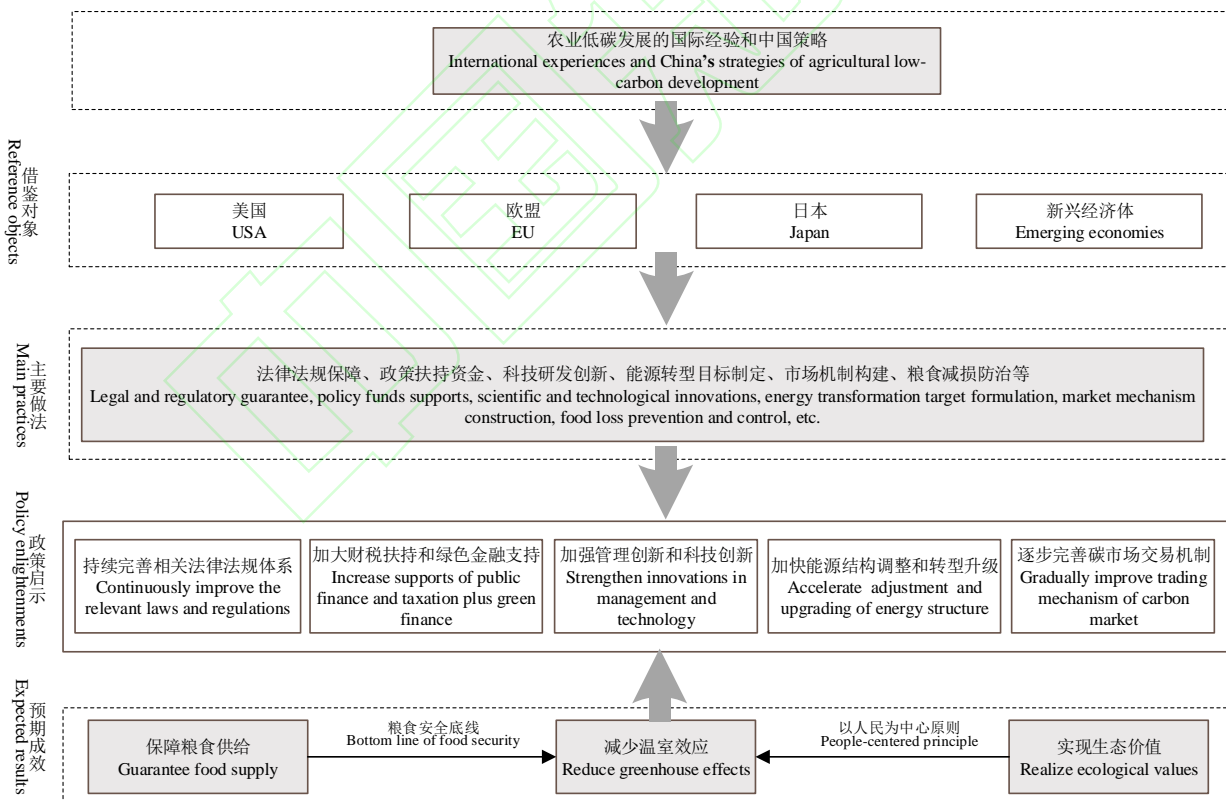 农业低碳发展的国际经验和中国策略
International experiences and China's strategies of agricultural low-
carbon development
借鉴对象
Reference objects
美国
USA
欧盟
EU
日本
Japan
新兴经济体
Emerging economies
主要做法
Main practices
法律法规保障、政策扶持资金、科技研发创新、能源转型目标制定、市场机制构建、粮食减损防治等
Legal and regulatory guarantee, policy funds supports, scientific and technological innovations, energy transformation target formulation, market mechanism
construction, food loss prevention and control, etc.
政策启示
Policy enlightenments
持续完善相关法律法规体系
Continuously improve the
relevant laws and regulations
加大财税扶持和绿色金融支持
Increase supports of public
finance and taxation plus green
finance
加强管理创新和科技创新
Strengthen innovations in
management and
technology
加快能源结构调整和转型升级
Accelerate adjustment and
upgrading of energy structure
逐步完善碳市场交易机制
Gradually improve trading
mechanism of carbon
market
预期成效
Expected results
保障粮食供给
Guarantee food supply
粮食安全底线
Bottom line of food security
减少温室效应
Reduce greenhouse effects
以人民为中心原则
People-centered principle
实现生态价值
Realize ecological values